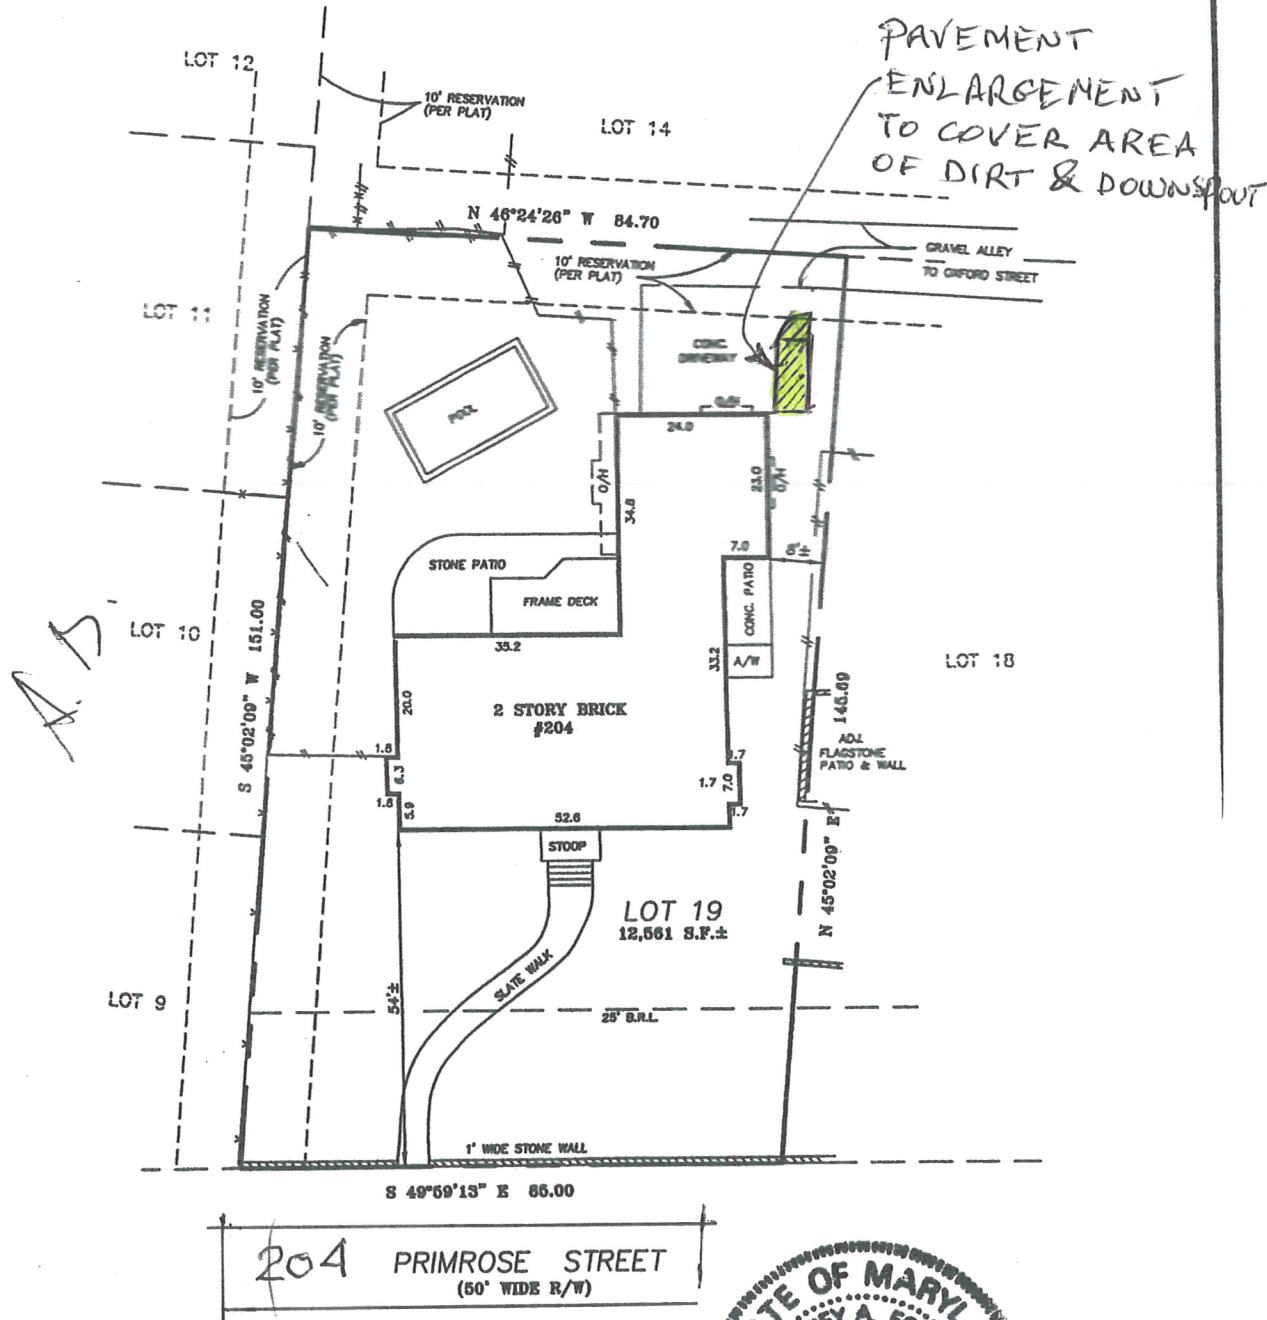 PAVEMENT
ENLARGEMENT
TO COVER AREA
OF DIRT & DOWNSPOUT
LOT 12
10' RESERVATION
(PER PLAT)
LOT 14
N 46°24'26" W 84.70
GRAVEL ALLEY
TO OXFORD STREET
10' RESERVATION
(PER PLAT)
LOT 11
10' RESERVATION
(PER PLAT)
10' RESERVATION
(PER PLAT)
CONC.
DRIVEWAY
POOL
O/H
24.0
O/H
34.8
23.0
O/H
7.0
8'±
STONE PATIO
FRAME DECK
CONC. PATIO
A/W
LOT 10
35.2
33.2
LOT 18
S 45°02'09" W 151.00
20.0
2 STORY BRICK
#204
145.69
ADJ.
FLAGSTONE
PATIO & WALL
1.6
6.3
1.6
5.9
1.7
1.7
7.0
1.7
52.6
STOOP
LOT 19
12,561 S.F.±
N 45°02'09" E
SLATE WALK
54'±
LOT 9
25' B.R.L.
1' WIDE STONE WALL
S 49°59'13" E 85.00
204 PRIMROSE STREET
(50' WIDE R/W)
OF MARYL